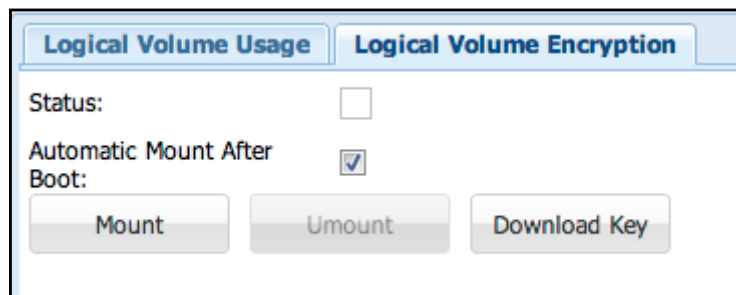 Logical Volume Usage
Logical Volume Encryption
Status:
Automatic Mount After
Boot:
Mount
Umount
Download Key